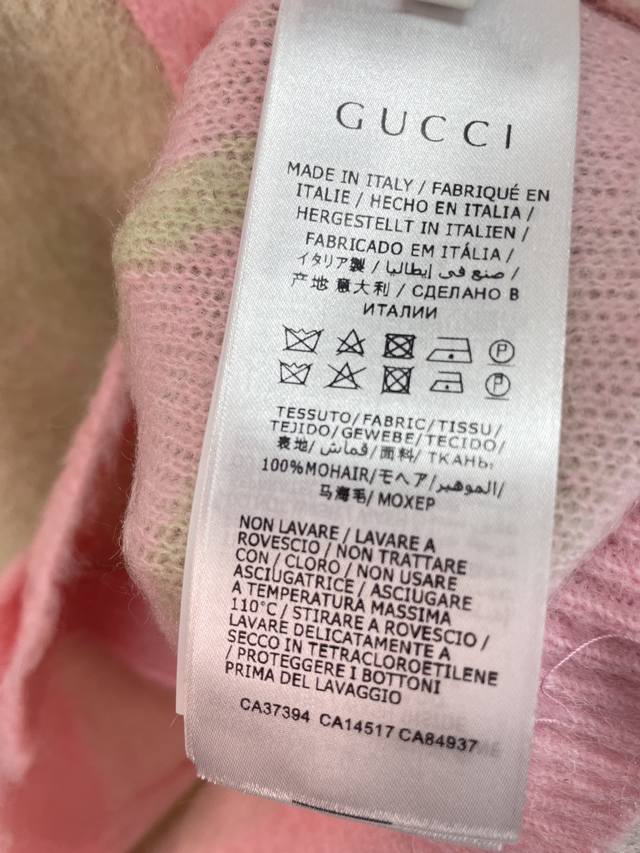 GUCCI
MADE IN ITALY / FABRIQUÉ EN
ITALIE / HECHO EN ITALIA /
HERGESTELLT IN ITALIEN /
FABRICADO EM ITÁLIA /
イタリア製 / صنع في إيطاليا /
产地 意大利 / СДЕЛАНО В
ИТАЛИИ
P
P
TESSUTO/FABRIC/TISSU/
TEJIDO/GEWEBE/TECIDO/
表地/ قماش/ 面料/ ТКАНЬ:
100%MOHAIR/モヘア/الموهير/
马海毛/ МОХЕР
NON LAVARE / LAVARE A
ROVESCIO / NON TRATTARE
CON / CLORO / NON USARE
ASCIUGATRICE / ASCIUGARE
A TEMPERATURA MASSIMA
110°C / STIRARE A ROVESCIO /
LAVARE DELICATAMENTE A
SECCO IN TETRACLOROETILENE
/ PROTEGGERE I BOTTONI
PRIMA DEL LAVAGGIO
CA37394 CA14517 CA84937